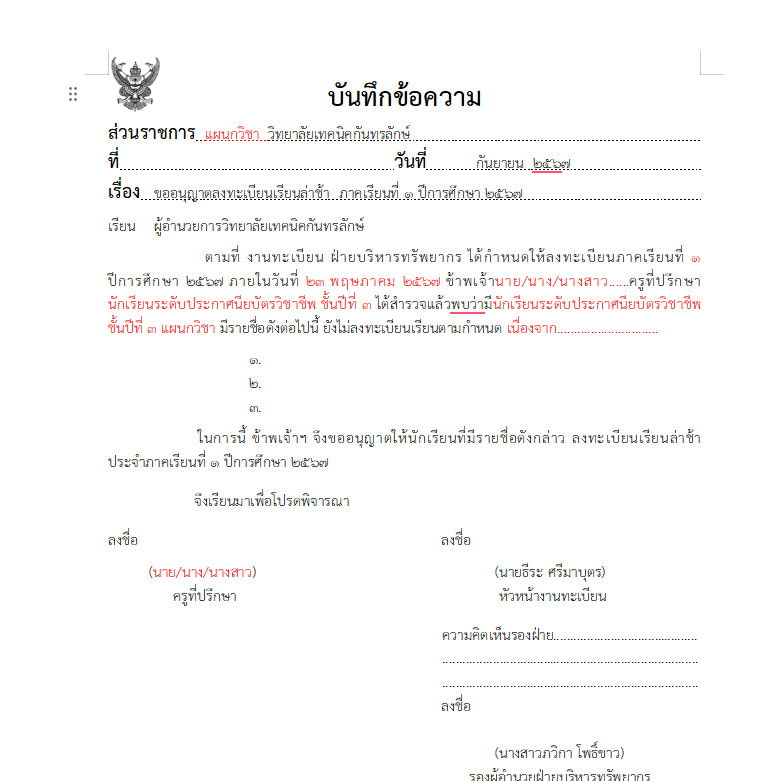 บันทึกข้อความ
ส่วนราชการ แผนกวิชา วิทยาลัยเทคนิคกันทรลักษ์
ที่ วันที่ กันยายน ๒๕๖๗
เรื่อง ขออนุญาตลงทะเบียนเรียนล่าช้า ภาคเรียนที่ ๑ ปีการศึกษา ๒๕๖๗
เรียน ผู้อำนวยการวิทยาลัยเทคนิคกันทรลักษ์
ตามที่ งานทะเบียน ฝ่ายบริหารทรัพยากร ได้กำหนดให้ลงทะเบียนภาคเรียนที่ ๑
ปีการศึกษา ๒๕๖๗ ภายในวันที่ ๒๓ พฤษภาคม ๒๕๖๗ ข้าพเจ้านาย/นาง/นางสาว......ครูที่ปรึกษา
นักเรียนระดับประกาศนียบัตรวิชาชีพ ชั้นปีที่ ๓ ได้สำรวจแล้วพบว่ามีนักเรียนระดับประกาศนียบัตรวิชาชีพ
ชั้นปีที่ ๓ แผนกวิชา มีรายชื่อดังต่อไปนี้ ยังไม่ลงทะเบียนเรียนตามกำหนด เนื่องจาก..............................
๑.
๒.
๓.
ในการนี้ ข้าพเจ้าฯ จึงขออนุญาตให้นักเรียนที่มีรายชื่อดังกล่าว ลงทะเบียนเรียนล่าช้า
ประจำภาคเรียนที่ ๑ ปีการศึกษา ๒๕๖๗
จึงเรียนมาเพื่อโปรดพิจารณา
ลงชื่อ ลงชื่อ
(นาย/นาง/นางสาว) (นายธีระ ศรีมาบุตร)
ครูที่ปรึกษา หัวหน้างานทะเบียน
ความคิดเห็นรองฝ่าย...........................................
............................................................................
............................................................................
ลงชื่อ
(นางสาวภวิกา โพธิ์ขาว)
รองผู้อำนวยฝ่ายบริหารทรัพยากร